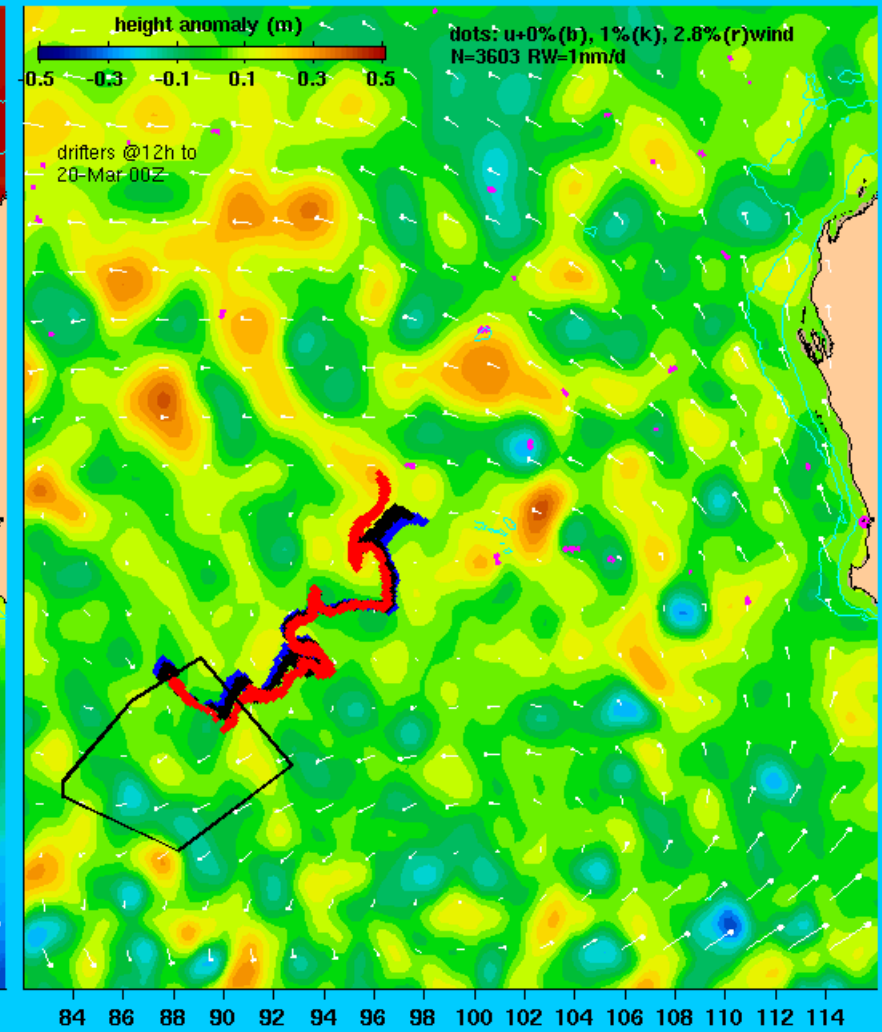 height anomaly (m)
-0.5 -0.3 -0.1 0.1 0.3 0.5
dots: u+0%(b), 1%(k), 2.8%(r)wind
N=3603 RW=1nm/d
drifters @12h to
20-Mar 00Z
84 86 88 90 92 94 96 98 100 102 104 106 108 110 112 114